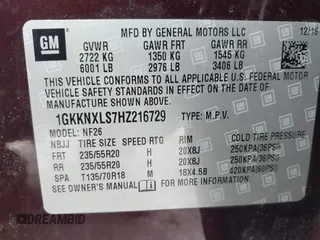 GM
MFD BY GENERAL MOTORS LLC 12/16
GVWR GAWR FRT GAWR RR
2722 KG 1350 KG 1545 KG
6001 LB 2976 LB 3406 LB
THIS VEHICLE CONFORMS TO ALL APPLICABLE
U.S. FEDERAL MOTOR
VEHICLE SAFETY
STANDARDS IN EFFECT ON THE DATE OF
MANUFACTURE SHOWN ABOVE.
1GKKNXLS7HZ216729 TYPE: M.P.V.
MODEL: NF26
NBJJ TIRE SIZE SPEED RTG RIM COLD TIRE PRESSURE
FRT 235/55R20 H 20X8J 250KPA(36PSI)
RR 235/55R20 H 20X8J 250KPA(36PSI)
SPA T135/70R18 M 18X4.5B 420KPA(60PSI)
DREAMBID